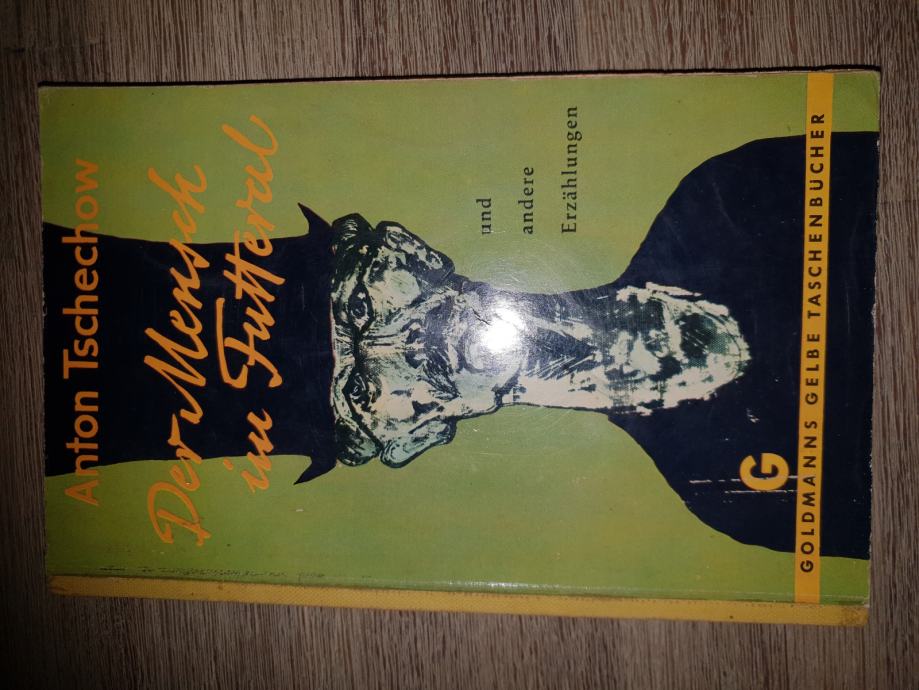 Anton Tschechow
Der Mensch
im Futteral
und
andere
Erzählungen
G
GOLDMANNS GELBE TASCHENBÜCHER